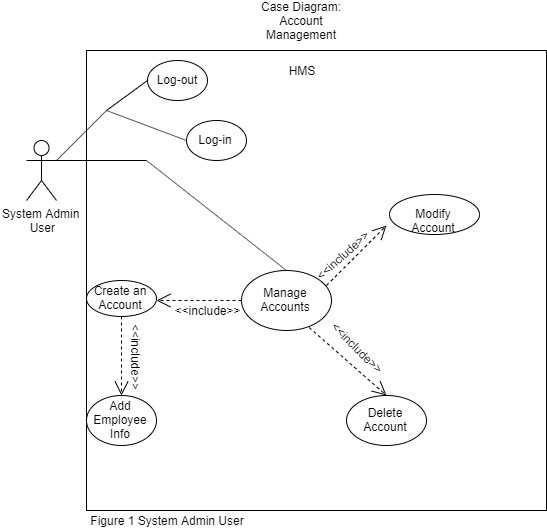 Case Diagram:
Account
Management
HMS
Log-out
Log-in
System Admin
User
Modify
Account
<<include>>
Create an
Account
<<include>>
Manage
Accounts
<<include>>
<<include>>
Add
Employee
Info
Delete
Account
Figure 1 System Admin User